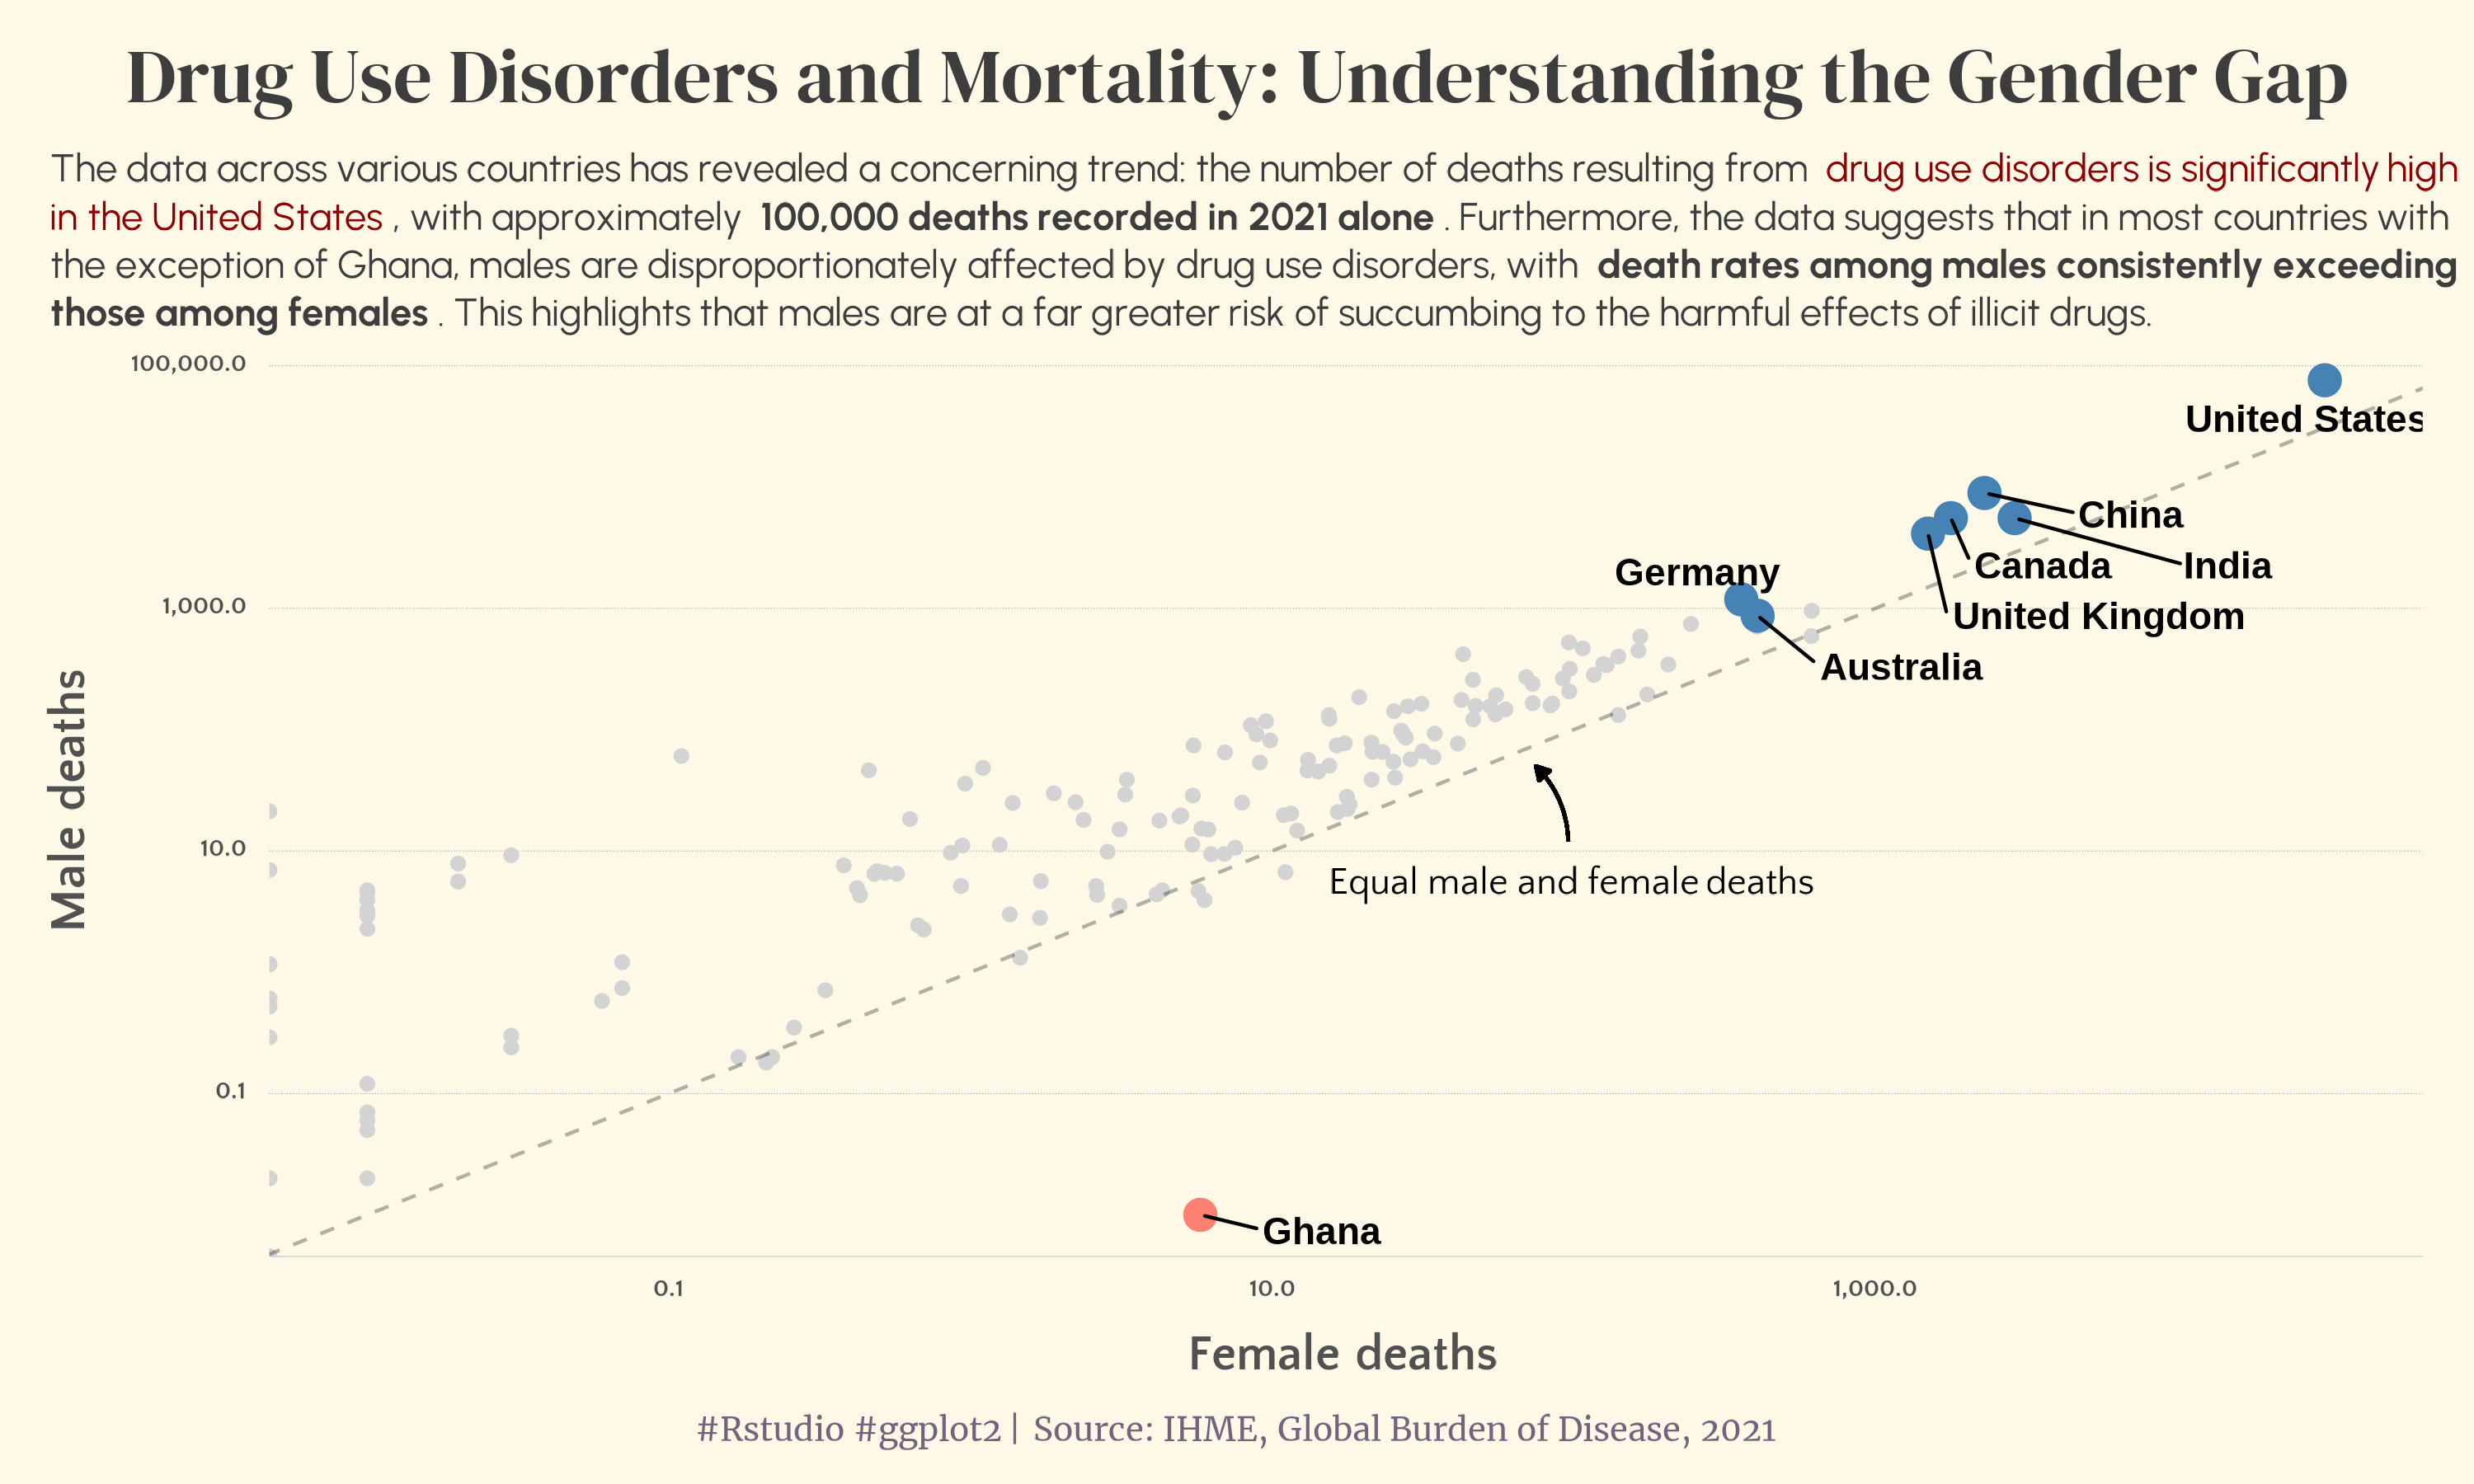 Drug Use Disorders and Mortality: Understanding the Gender Gap
The data across various countries has revealed a concerning trend: the number of deaths resulting from drug use disorders is significantly high
in the United States , with approximately 100,000 deaths recorded in 2021 alone . Furthermore, the data suggests that in most countries with
the exception of Ghana, males are disproportionately affected by drug use disorders, with death rates among males consistently exceeding
those among females . This highlights that males are at a far greater risk of succumbing to the harmful effects of illicit drugs.
100,000.0
United States
China
Germany
Canada
India
1,000.0
United Kingdom
Australia
Male deaths
10.0
Equal male and female deaths
0.1
Ghana
0.1
10.0
1,000.0
Female deaths
#Rstudio #ggplot2 | Source: IHME, Global Burden of Disease, 2021